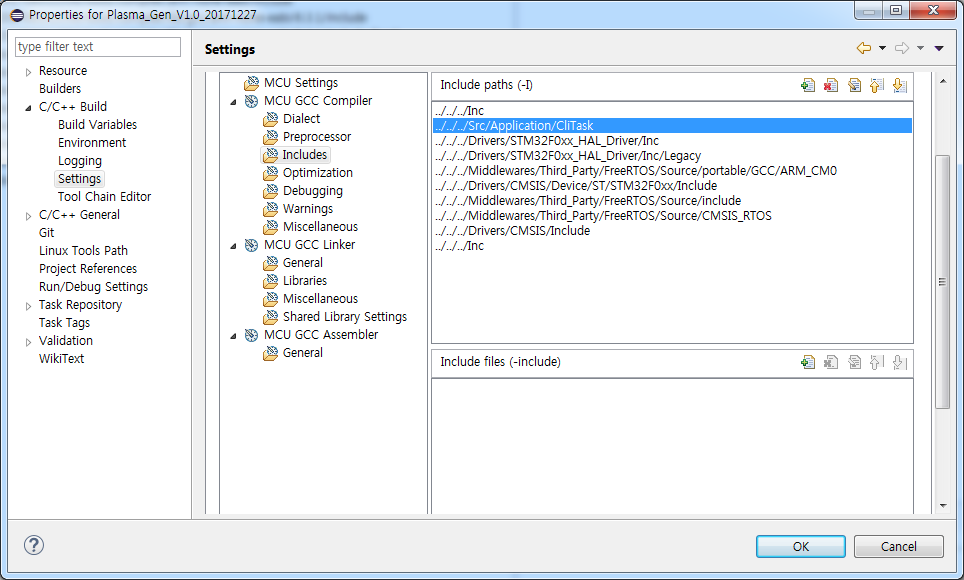 Properties for Plasma_Gen_V1.0_20171227
type filter text
Resource
Builders
C/C++ Build
Build Variables
Environment
Logging
Settings
Tool Chain Editor
C/C++ General
Git
Linux Tools Path
Project References
Run/Debug Settings
Task Repository
Task Tags
Validation
WikiText
Settings
MCU Settings
MCU GCC Compiler
Dialect
Preprocessor
Includes
Optimization
Debugging
Warnings
Miscellaneous
MCU GCC Linker
General
Libraries
Miscellaneous
Shared Library Settings
MCU GCC Assembler
General
Include paths (-I)
../../../Inc
../../../Src/Application/CliTask
../../../Drivers/STM32F0xx_HAL_Driver/Inc
../../../Drivers/STM32F0xx_HAL_Driver/Inc/Legacy
../../../Middlewares/Third_Party/FreeRTOS/Source/portable/GCC/ARM_CM0
../../../Drivers/CMSIS/Device/ST/STM32F0xx/Include
../../../Middlewares/Third_Party/FreeRTOS/Source/include
../../../Middlewares/Third_Party/FreeRTOS/Source/CMSIS_RTOS
../../../Drivers/CMSIS/Include
../../../Inc
Include files (-include)
OK
Cancel